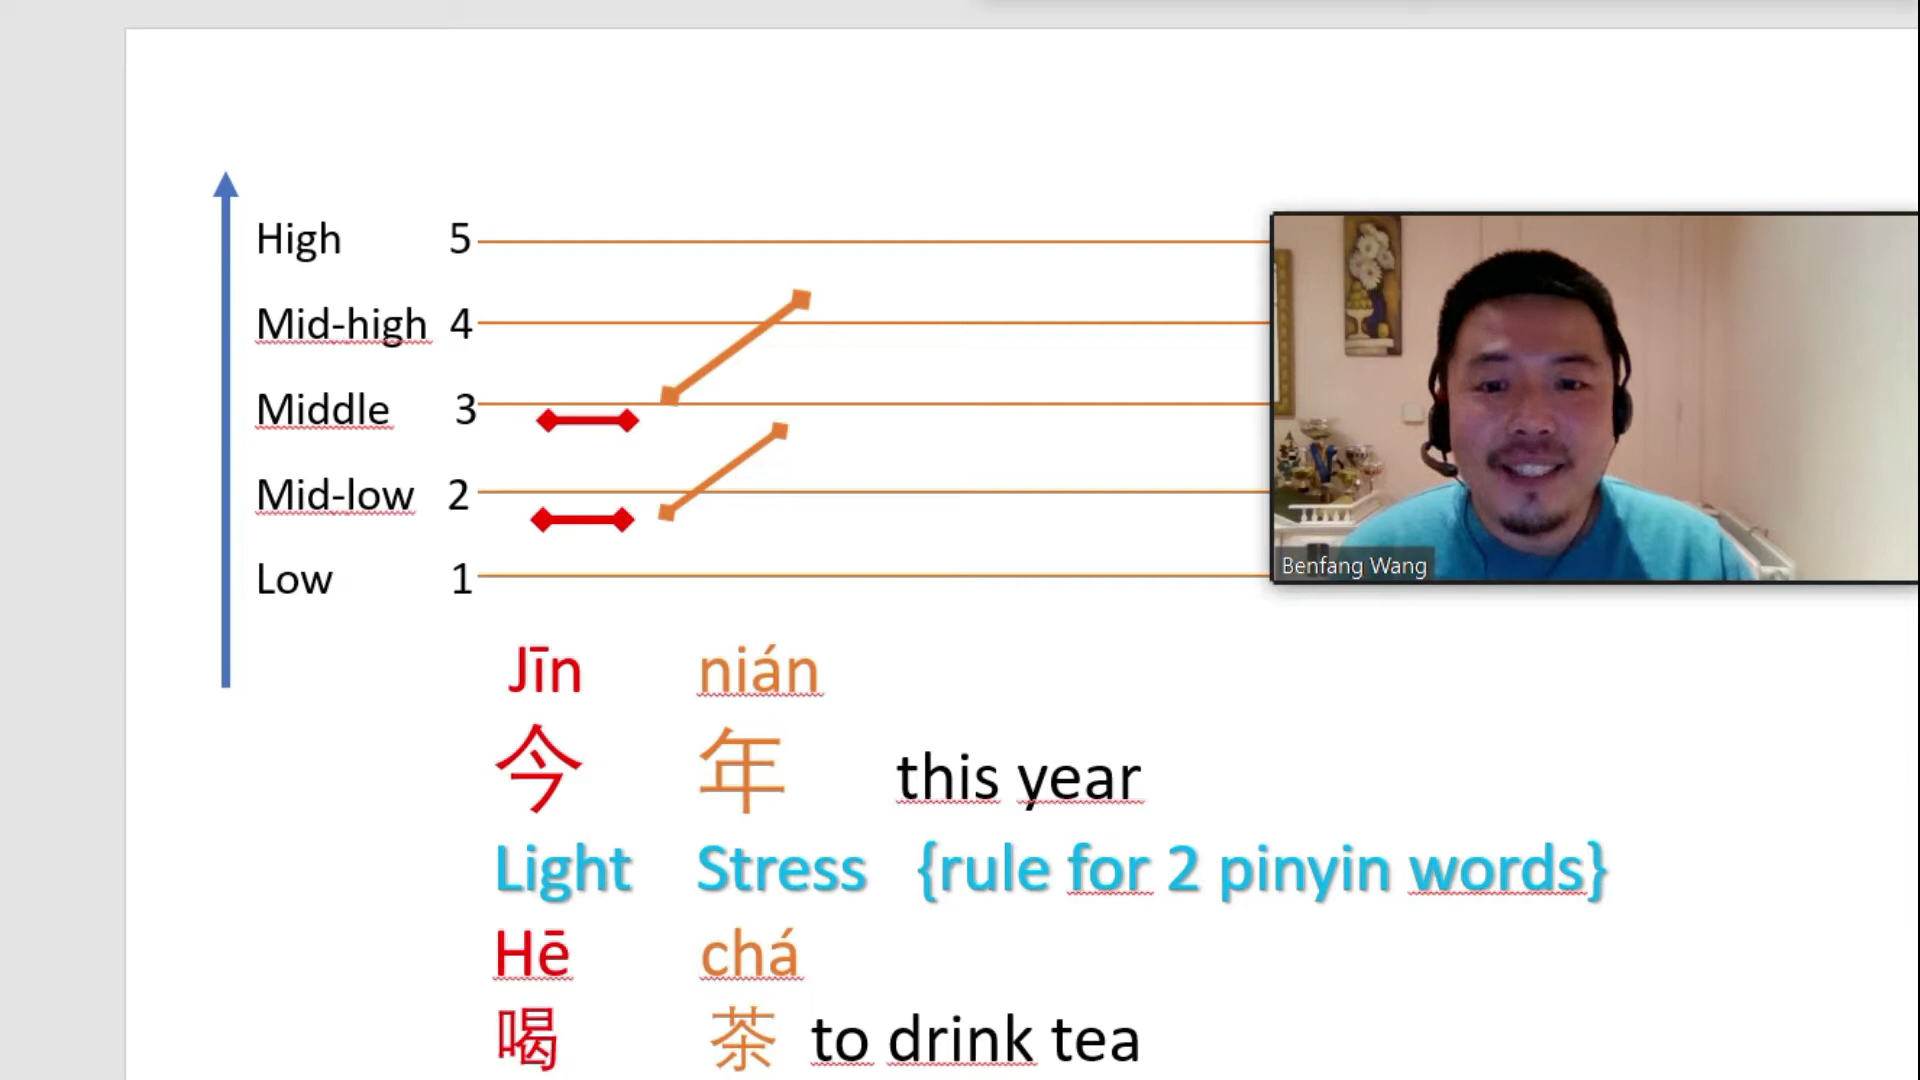 High 5
Mid-high 4
Middle 3
Mid-low 2
Low 1
Benfang Wang
Jīn nián
今 年 this year
Light Stress {rule for 2 pinyin words}
Hē chá
喝 茶 to drink tea